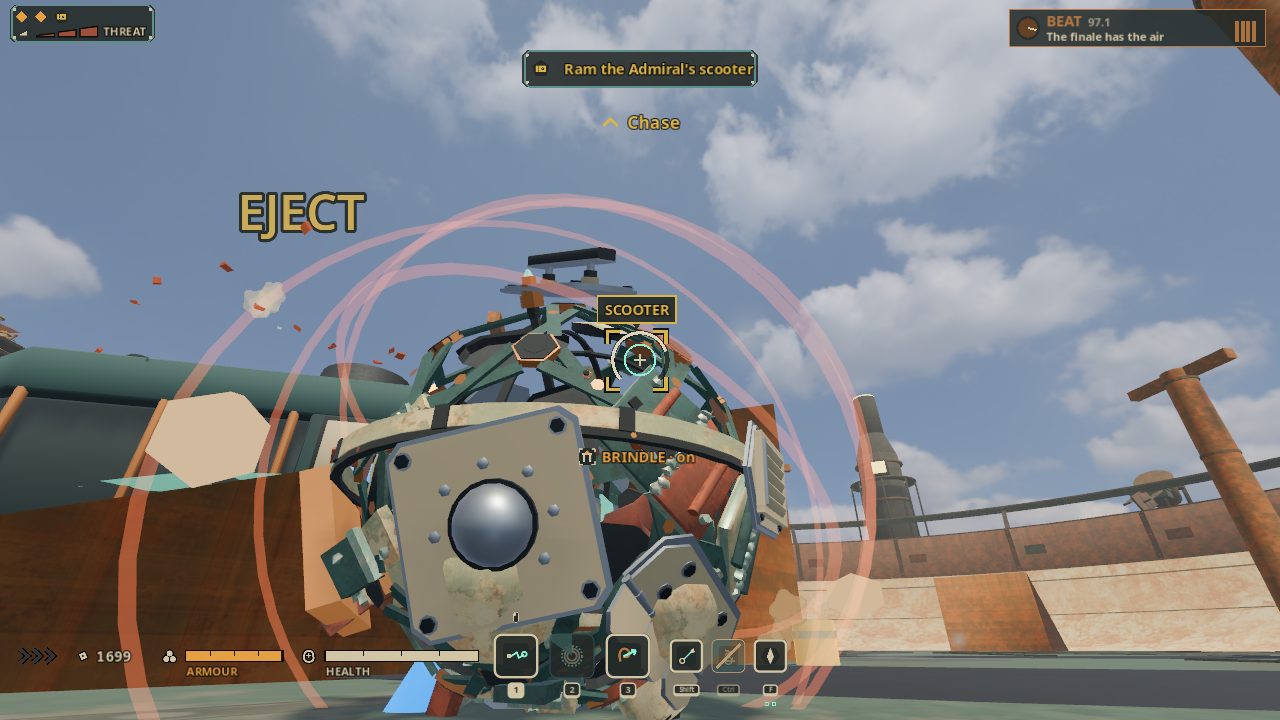 THREAT
BEAT 97.1
The finale has the air
Ram the Admiral's scooter
Chase
EJECT
SCOOTER
BRINDLE-on
1699
ARMOUR
HEALTH
1
2
3
Shift
Ctrl
F